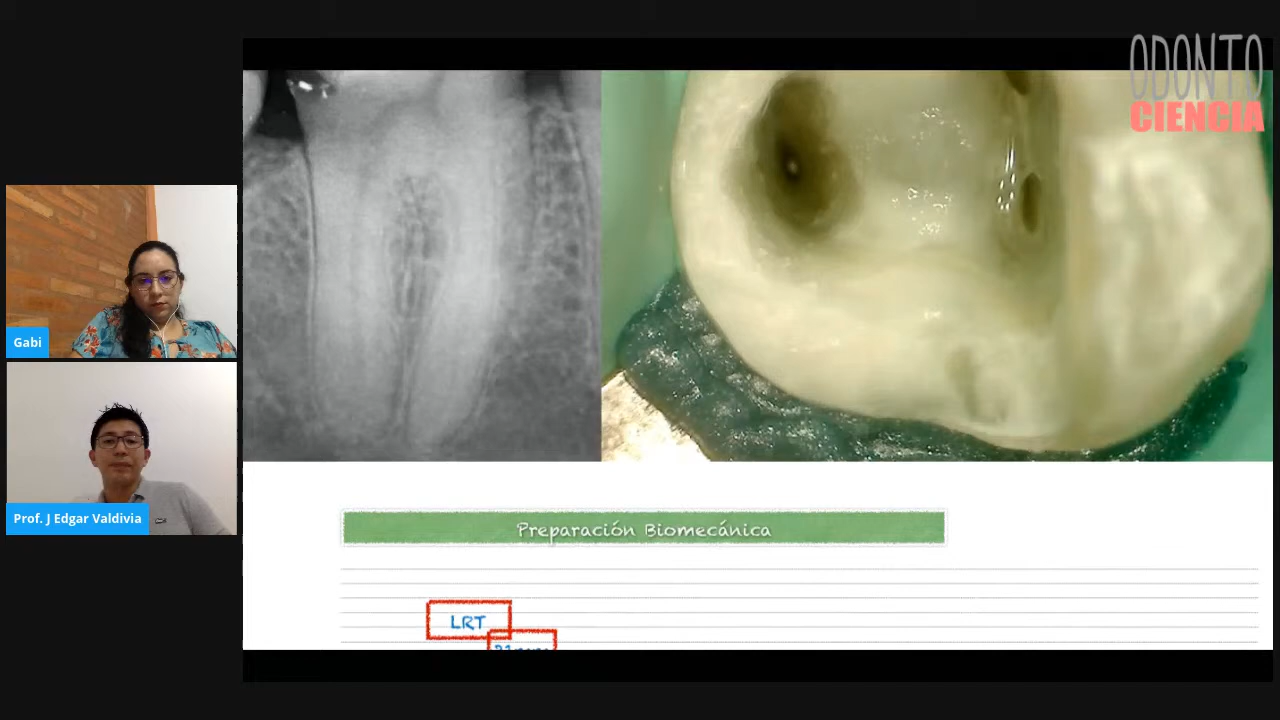 ODONTO
CIENCIA
Gabi
Prof. J Edgar Valdivia
Preparación Biomecánica
LRT